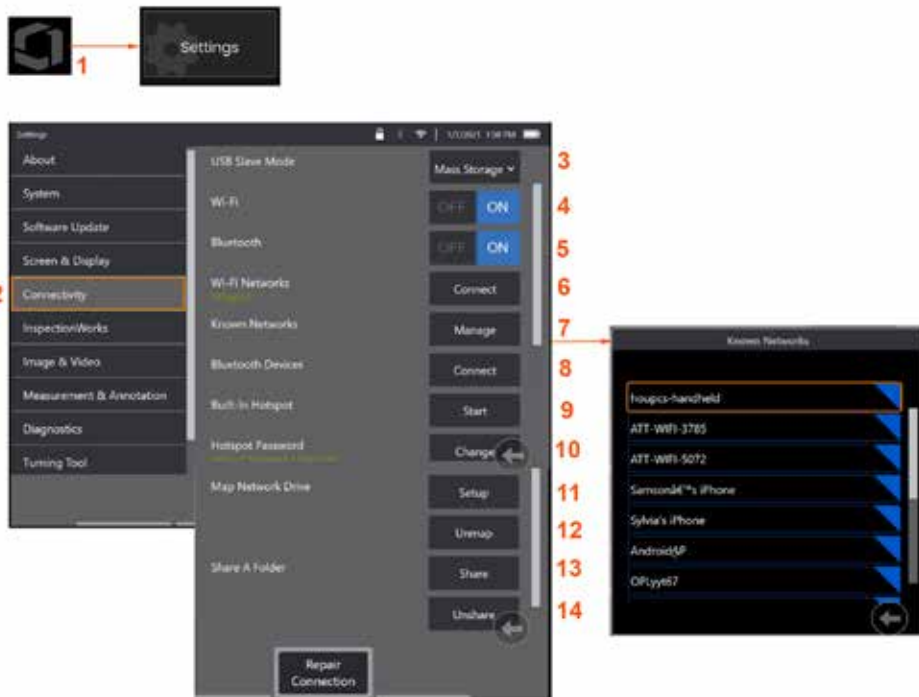 1
Settings
Settings
1:58 PM
About
System
Software Update
Screen & Display
2
Connectivity
InspectionWorks
Image & Video
Measurement & Annotation
Diagnostics
Turning Tool
USB Slave Mode
Mass Storage
3
Wi-Fi
OFF
ON
4
Bluetooth
OFF
ON
5
Wi-Fi Networks
Connect
6
Known Networks
Manage
7
Bluetooth Devices
Connect
8
Built-In Hotspot
Start
9
Hotspot Password
Change
10
Map Network Drive
Setup
11
Unmap
12
Share A Folder
Share
13
Unshare
14
Repair
Connection
Known Networks
houpcs-handheld
ATT-WIFI-3785
ATT-WIFI-5072
Samsonâ€™s iPhone
Sylvia's iPhone
AndroidAP
OPLyyt67